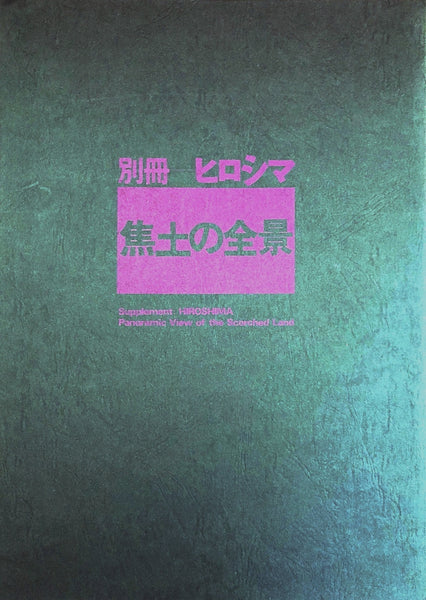 別冊　ヒロシマ
焦土の全景
Supplement: HIROSHIMA
Panoramic View of the Scorched Land